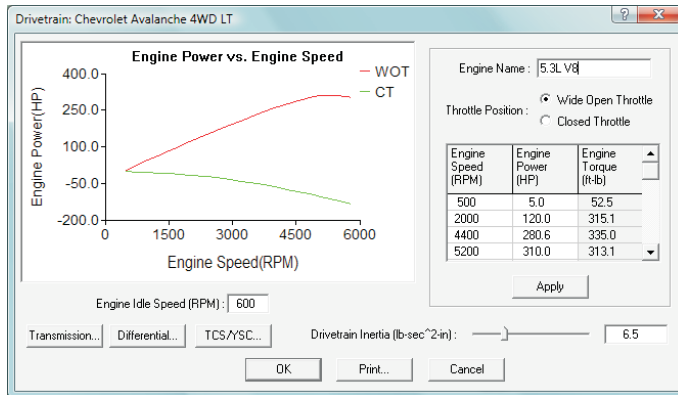 Drivetrain: Chevrolet Avalanche 4WD LT
Engine Power vs. Engine Speed
WOT
CT
Engine Power(HP)
400.0
250.0
100.0
-50.0
-200.0
0 1500 3000 4500 6000
Engine Speed(RPM)
Engine Name : 5.3L V8
Throttle Position :
Wide Open Throttle
Closed Throttle
Engine Speed (RPM) Engine Power (HP) Engine Torque (ft-lb)
500 5.0 52.5
2000 120.0 315.1
4400 280.6 335.0
5200 310.0 313.1
Apply
Engine Idle Speed (RPM) : 600
Transmission... Differential... TCS/YSC... Drivetrain Inertia (lb-sec^2-in) : 6.5
OK Print... Cancel